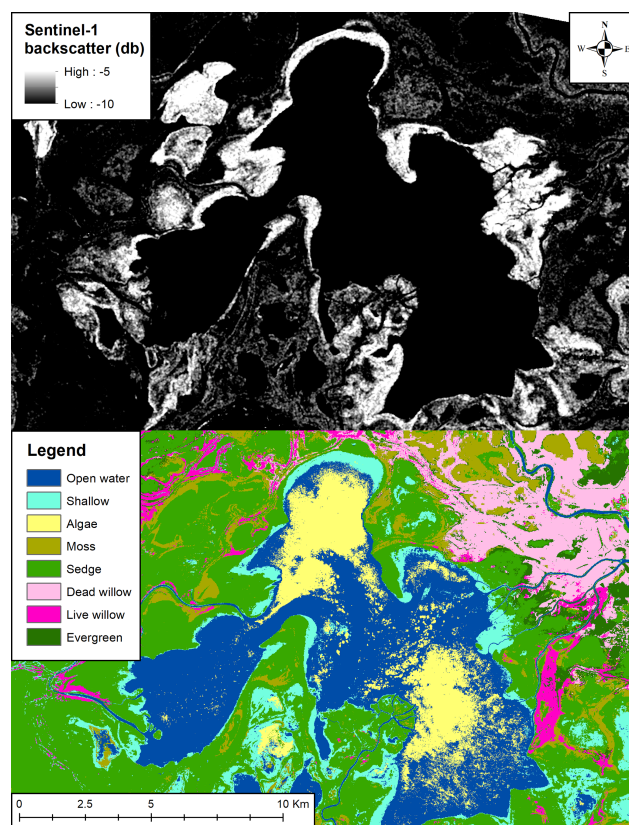 Sentinel-1
backscatter (db)
High : -5
Low : -10
N
W
E
S
Legend
Open water
Shallow
Algae
Moss
Sedge
Dead willow
Live willow
Evergreen
0 2.5 5 10 Km